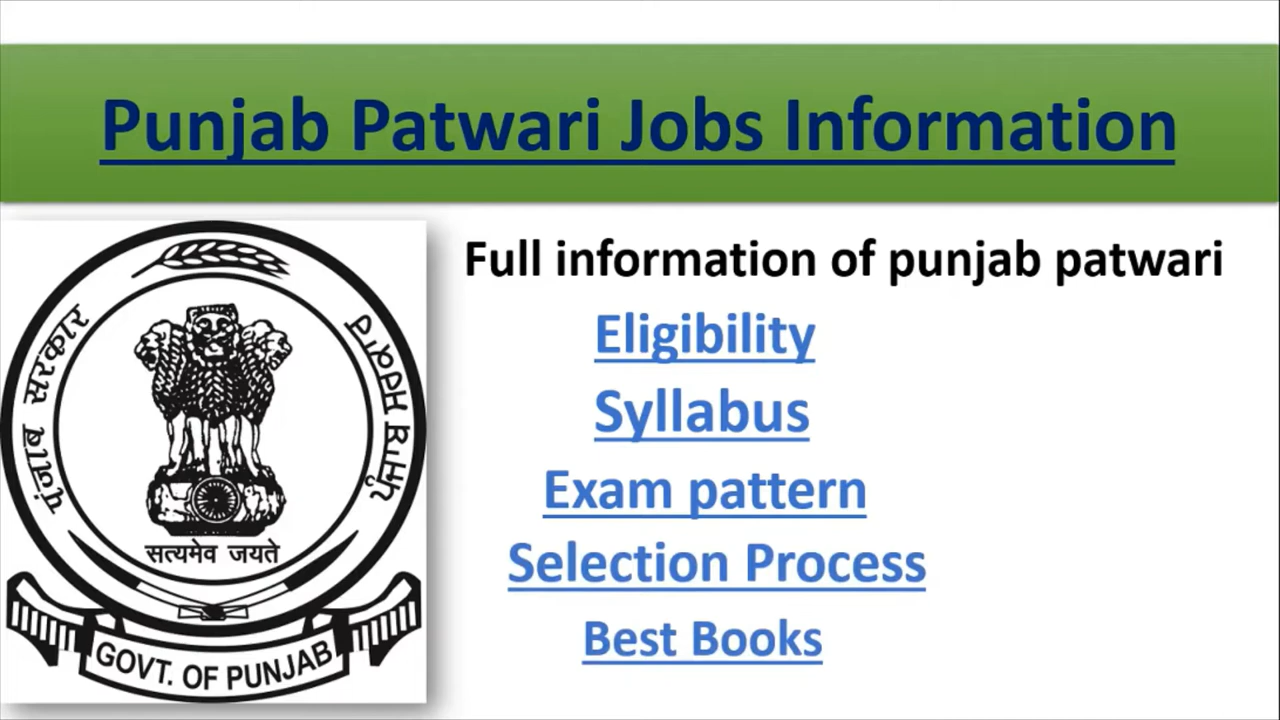 Punjab Patwari Jobs Information
Full information of punjab patwari
Eligibility
Syllabus
Exam pattern
Selection Process
Best Books
पंजाब सरकार
सत्यमेव जयते
GOVT. OF PUNJAB